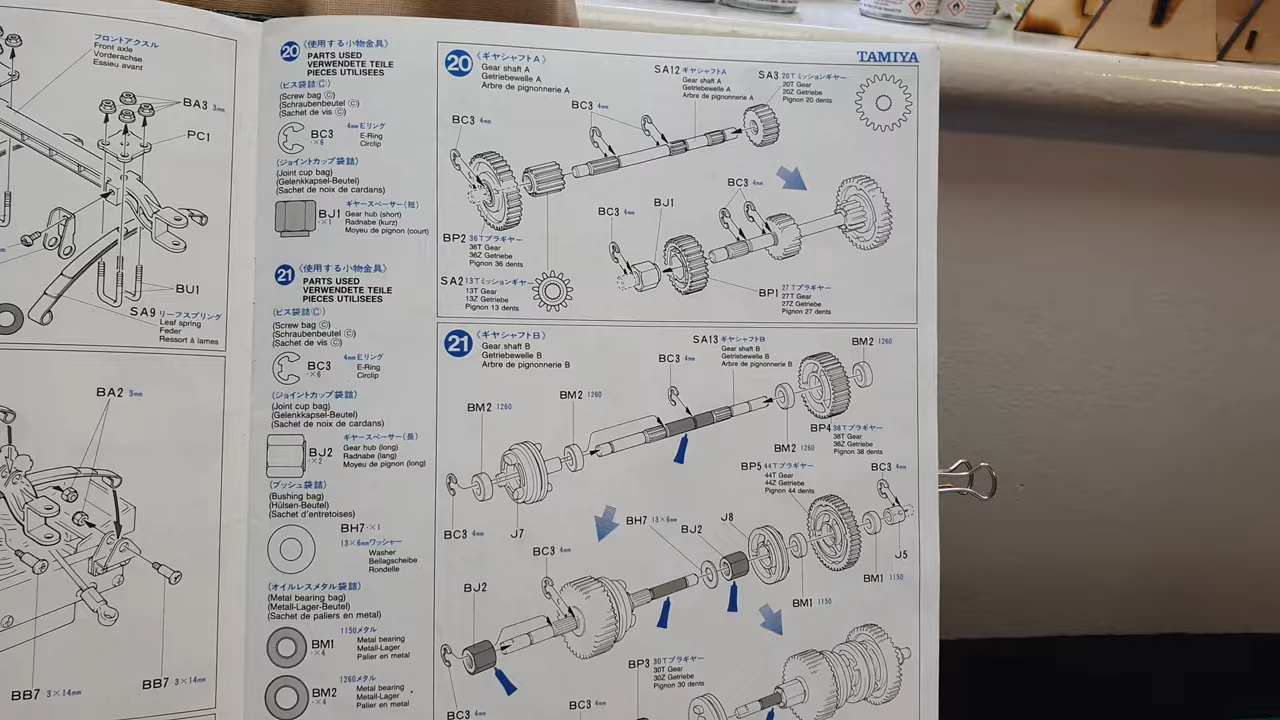 フロントアクスル
Front axle
Vorderachse
Essieu avant
BA3 3mm
PC1
BU1
SA9 リーフスプリング
Leaf spring
Feder
Ressort à lames
BA2 3mm
BB7 3×14mm
BB7 3×14mm
20 《使用する小物金具》
PARTS USED
VERWENDETE TEILE
PIECES UTILISEES
(ビス袋詰Ⓒ)
(Screw bag Ⓒ)
(Schraubenbeutel Ⓒ)
(Sachet de vis Ⓒ)
BC3 ·×6
4mmEリング
E-Ring
Circlip
(ジョイントカップ袋詰)
(Joint cup bag)
(Gelenkkapsel-Beutel)
(Sachet de noix de cardans)
BJ1 ·×1
ギヤースペーサー(短)
Gear hub (short)
Radnabe (kurz)
Moyeu de pignon (court)
21 《使用する小物金具》
PARTS USED
VERWENDETE TEILE
PIECES UTILISEES
(ビス袋詰Ⓒ)
(Screw bag Ⓒ)
(Schraubenbeutel Ⓒ)
(Sachet de vis Ⓒ)
BC3 ·×6
4mmEリング
E-Ring
Circlip
(ジョイントカップ袋詰)
(Joint cup bag)
(Gelenkkapsel-Beutel)
(Sachet de noix de cardans)
BJ2 ·×2
ギヤースペーサー(長)
Gear hub (long)
Radnabe (lang)
Moyeu de pignon (long)
(ブッシュ袋詰)
(Bushing bag)
(Hülsen-Beutel)
(Sachet d'entretoises)
BH7 ·×1
13×6mmワッシャー
Washer
Beilagscheibe
Rondelle
(オイルレスメタル袋詰)
(Metal bearing bag)
(Metall-Lager-Beutel)
(Sachet de paliers en metal)
BM1 ·×4
1150メタル
Metal bearing
Metall-Lager
Palier en metal
BM2 ·×4
1260メタル
Metal bearing
Metall-Lager
Palier en metal
TAMIYA
20 《ギヤシャフトA》
Gear shaft A
Getriebewelle A
Arbre de pignonnerie A
SA12 ギヤシャフトA
Gear shaft A
Getriebewelle A
Arbre de pignonnerie A
SA3 20Tミッションギヤー
20T Gear
20Z Getriebe
Pignon 20 dents
BC3 4mm
BC3 4mm
BC3 4mm
BC3 4mm
BJ1
BP2 36Tプラギヤー
36T Gear
36Z Getriebe
Pignon 36 dents
SA2 13Tミッションギヤー
13T Gear
13Z Getriebe
Pignon 13 dents
BP1 27Tプラギヤー
27T Gear
27Z Getriebe
Pignon 27 dents
21 《ギヤシャフトB》
Gear shaft B
Getriebewelle B
Arbre de pignonnerie B
SA13 ギヤシャフトB
Gear shaft B
Getriebewelle B
Arbre de pignonnerie B
BM2 1260
BC3 4mm
BM2 1260
BM2 1260
BM2 1260
BP4 38Tプラギヤー
38T Gear
38Z Getriebe
Pignon 38 dents
BP5 44Tプラギヤー
44T Gear
44Z Getriebe
Pignon 44 dents
BC3 4mm
BC3 4mm
J7
BH7 13×6mm
BJ2
J8
J5
BM1 1150
BM1 1150
BC3 4mm
BJ2
BP3 30Tプラギヤー
30T Gear
30Z Getriebe
Pignon 30 dents
BC3 4mm
BC3 4mm